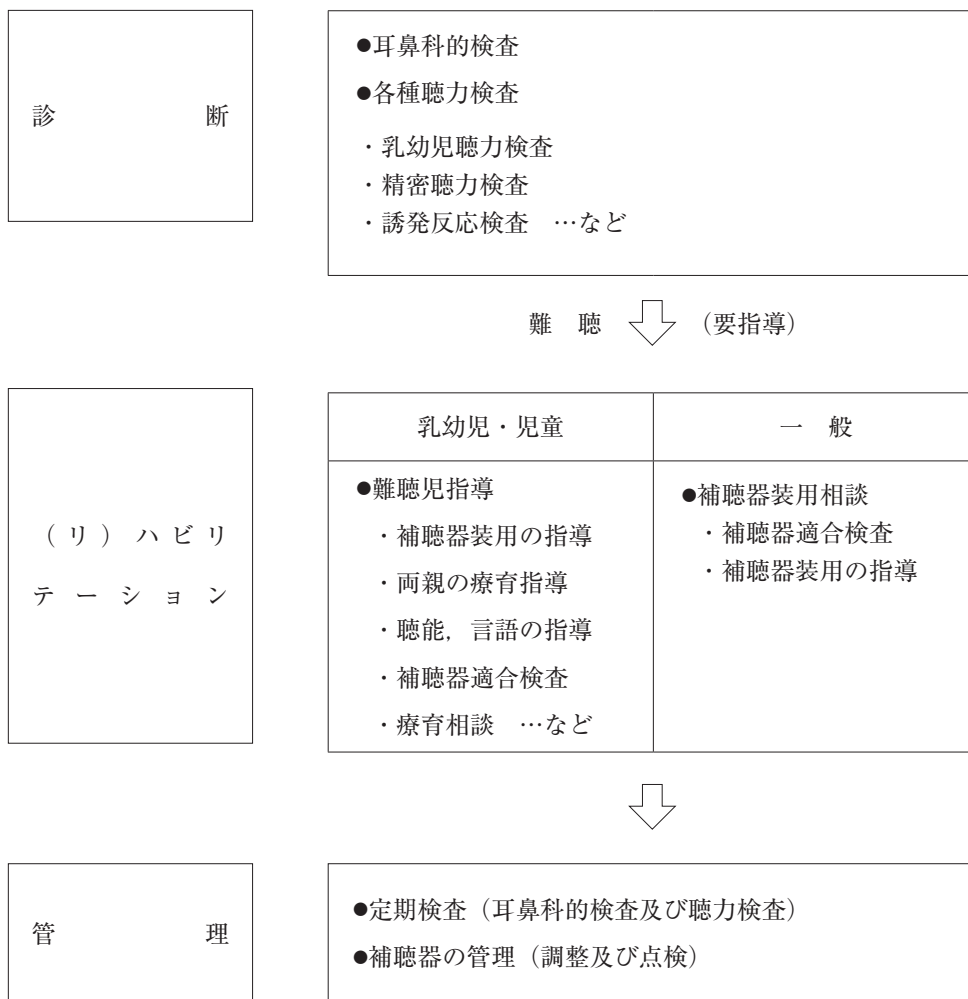 診断
●耳鼻科的検査
●各種聴力検査
・乳幼児聴力検査
・精密聴力検査
・誘発反応検査　…など
難聴　（要指導）
（リ）ハビリ
テーション
乳幼児・児童
●難聴児指導
・補聴器装用の指導
・両親の療育指導
・聴能，言語の指導
・補聴器適合検査
・療育相談　…など
一般
●補聴器装用相談
・補聴器適合検査
・補聴器装用の指導
管理
●定期検査（耳鼻科的検査及び聴力検査）
●補聴器の管理（調整及び点検）